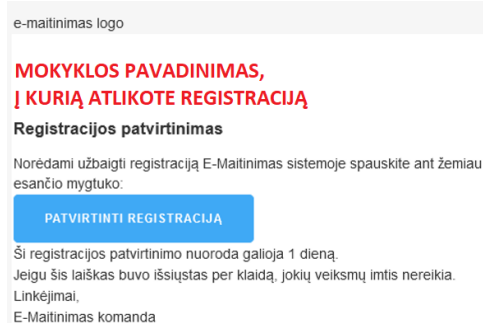 e-maitinimas logo
MOKYKLOS PAVADINIMAS,
Į KURIĄ ATLIKOTE REGISTRACIJĄ
Registracijos patvirtinimas
Norėdami užbaigti registraciją E-Maitinimas sistemoje spauskite ant žemiau
esančio mygtuko:
PATVIRTINTI REGISTRACIJĄ
Ši registracijos patvirtinimo nuoroda galioja 1 dieną.
Jeigu šis laiškas buvo išsiųstas per klaidą, jokių veiksmų imtis nereikia.
Linkėjimai,
E-Maitinimas komanda